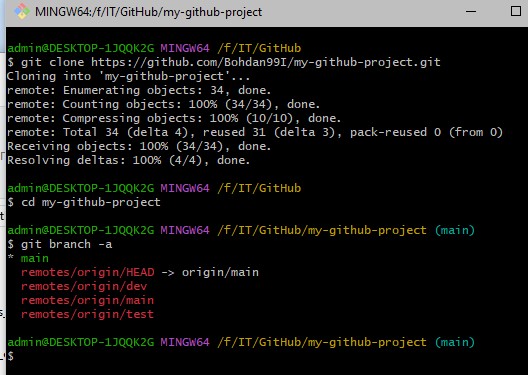 MINGW64:/f/IT/GitHub/my-github-project
admin@DESKTOP-1JQQK2G MINGW64 /f/IT/GitHub
$ git clone https://github.com/Bohdan99I/my-github-project.git
Cloning into 'my-github-project'...
remote: Enumerating objects: 34, done.
remote: Counting objects: 100% (34/34), done.
remote: Compressing objects: 100% (10/10), done.
remote: Total 34 (delta 4), reused 31 (delta 3), pack-reused 0 (from 0)
Receiving objects: 100% (34/34), done.
Resolving deltas: 100% (4/4), done.
admin@DESKTOP-1JQQK2G MINGW64 /f/IT/GitHub
$ cd my-github-project
admin@DESKTOP-1JQQK2G MINGW64 /f/IT/GitHub/my-github-project (main)
$ git branch -a
* main
remotes/origin/HEAD -> origin/main
remotes/origin/dev
remotes/origin/main
remotes/origin/test
admin@DESKTOP-1JQQK2G MINGW64 /f/IT/GitHub/my-github-project (main)
$